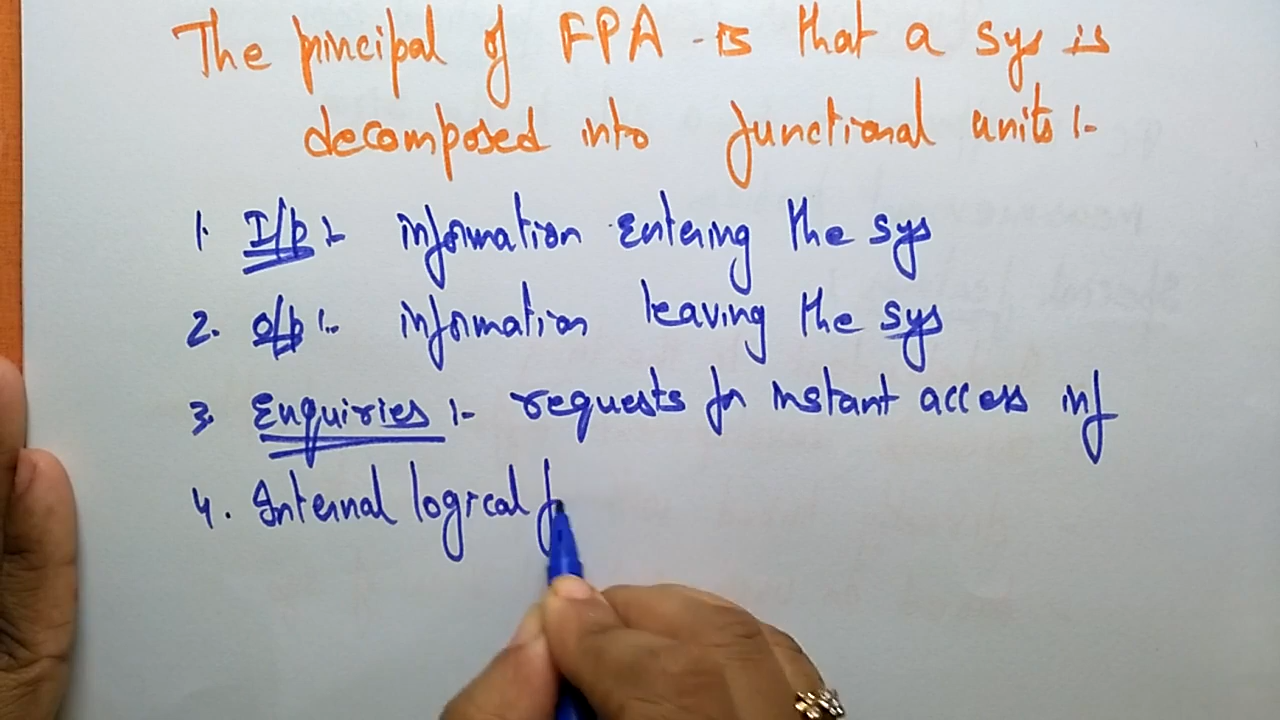 The principal of FPA - is that a sys is
decomposed into functional units :-
1. I/p :- information entering the sys
2. o/p :- information leaving the sys
3. Enquiries :- requests for instant access inf
4. Internal logical f